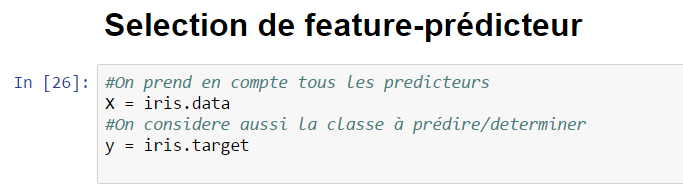 Selection de feature-prédicteur
In [26]: #On prend en compte tous les predicteurs
X = iris.data
#On considere aussi la classe à prédire/determiner
y = iris.target